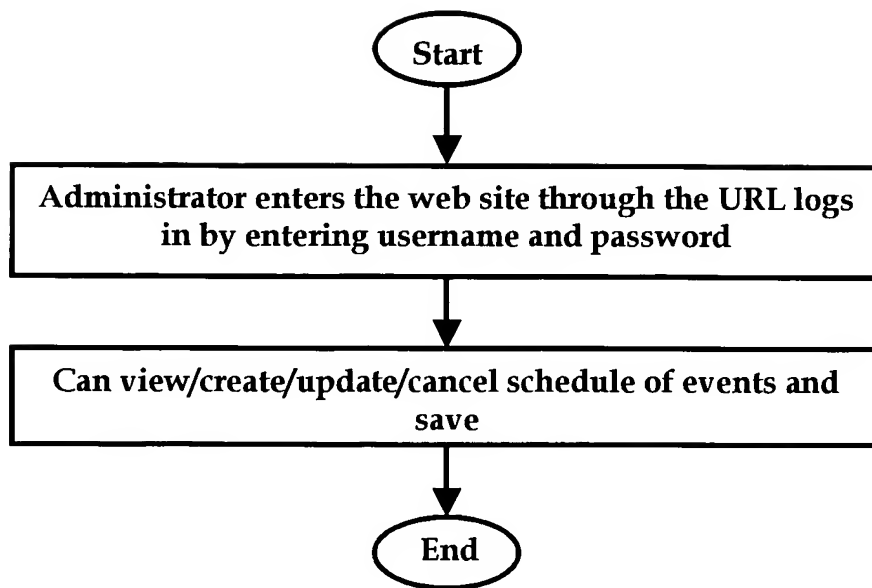 Start
Administrator enters the web site through the URL logs
in by entering username and password
Can view/create/update/cancel schedule of events and
save
End